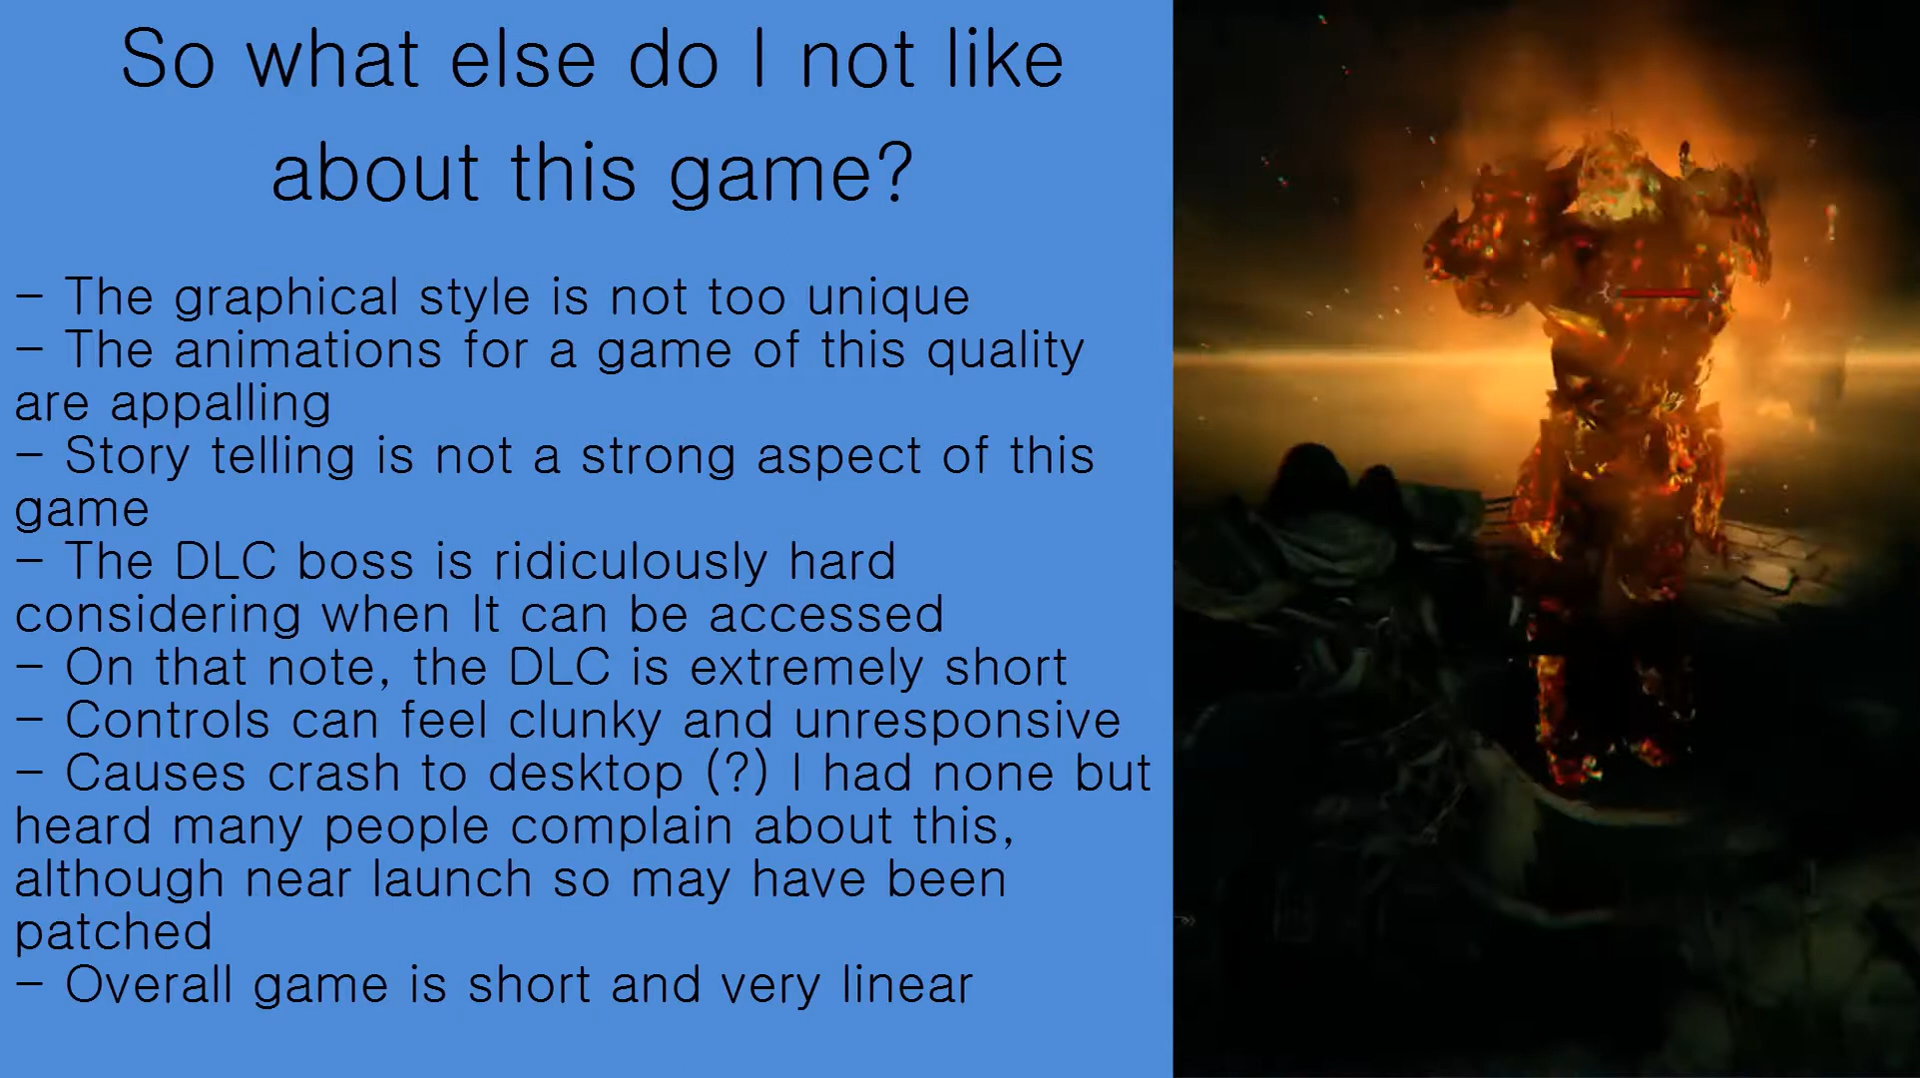 So what else do I not like
about this game?
- The graphical style is not too unique
- The animations for a game of this quality
are appalling
- Story telling is not a strong aspect of this
game
- The DLC boss is ridiculously hard
considering when It can be accessed
- On that note, the DLC is extremely short
- Controls can feel clunky and unresponsive
- Causes crash to desktop (?) I had none but
heard many people complain about this,
although near launch so may have been
patched
- Overall game is short and very linear